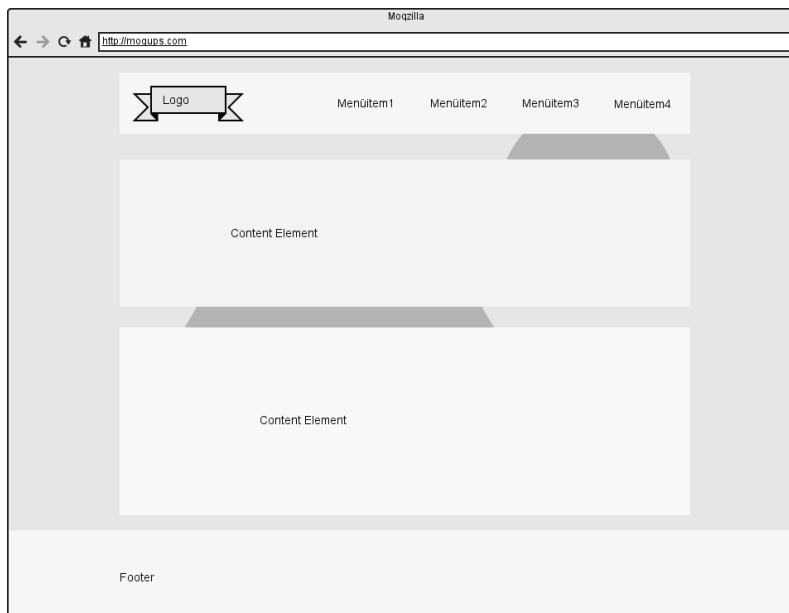 Moqzilla
http://moqups.com
Logo
Menüitem1 Menüitem2 Menüitem3 Menüitem4
Content Element
Content Element
Footer